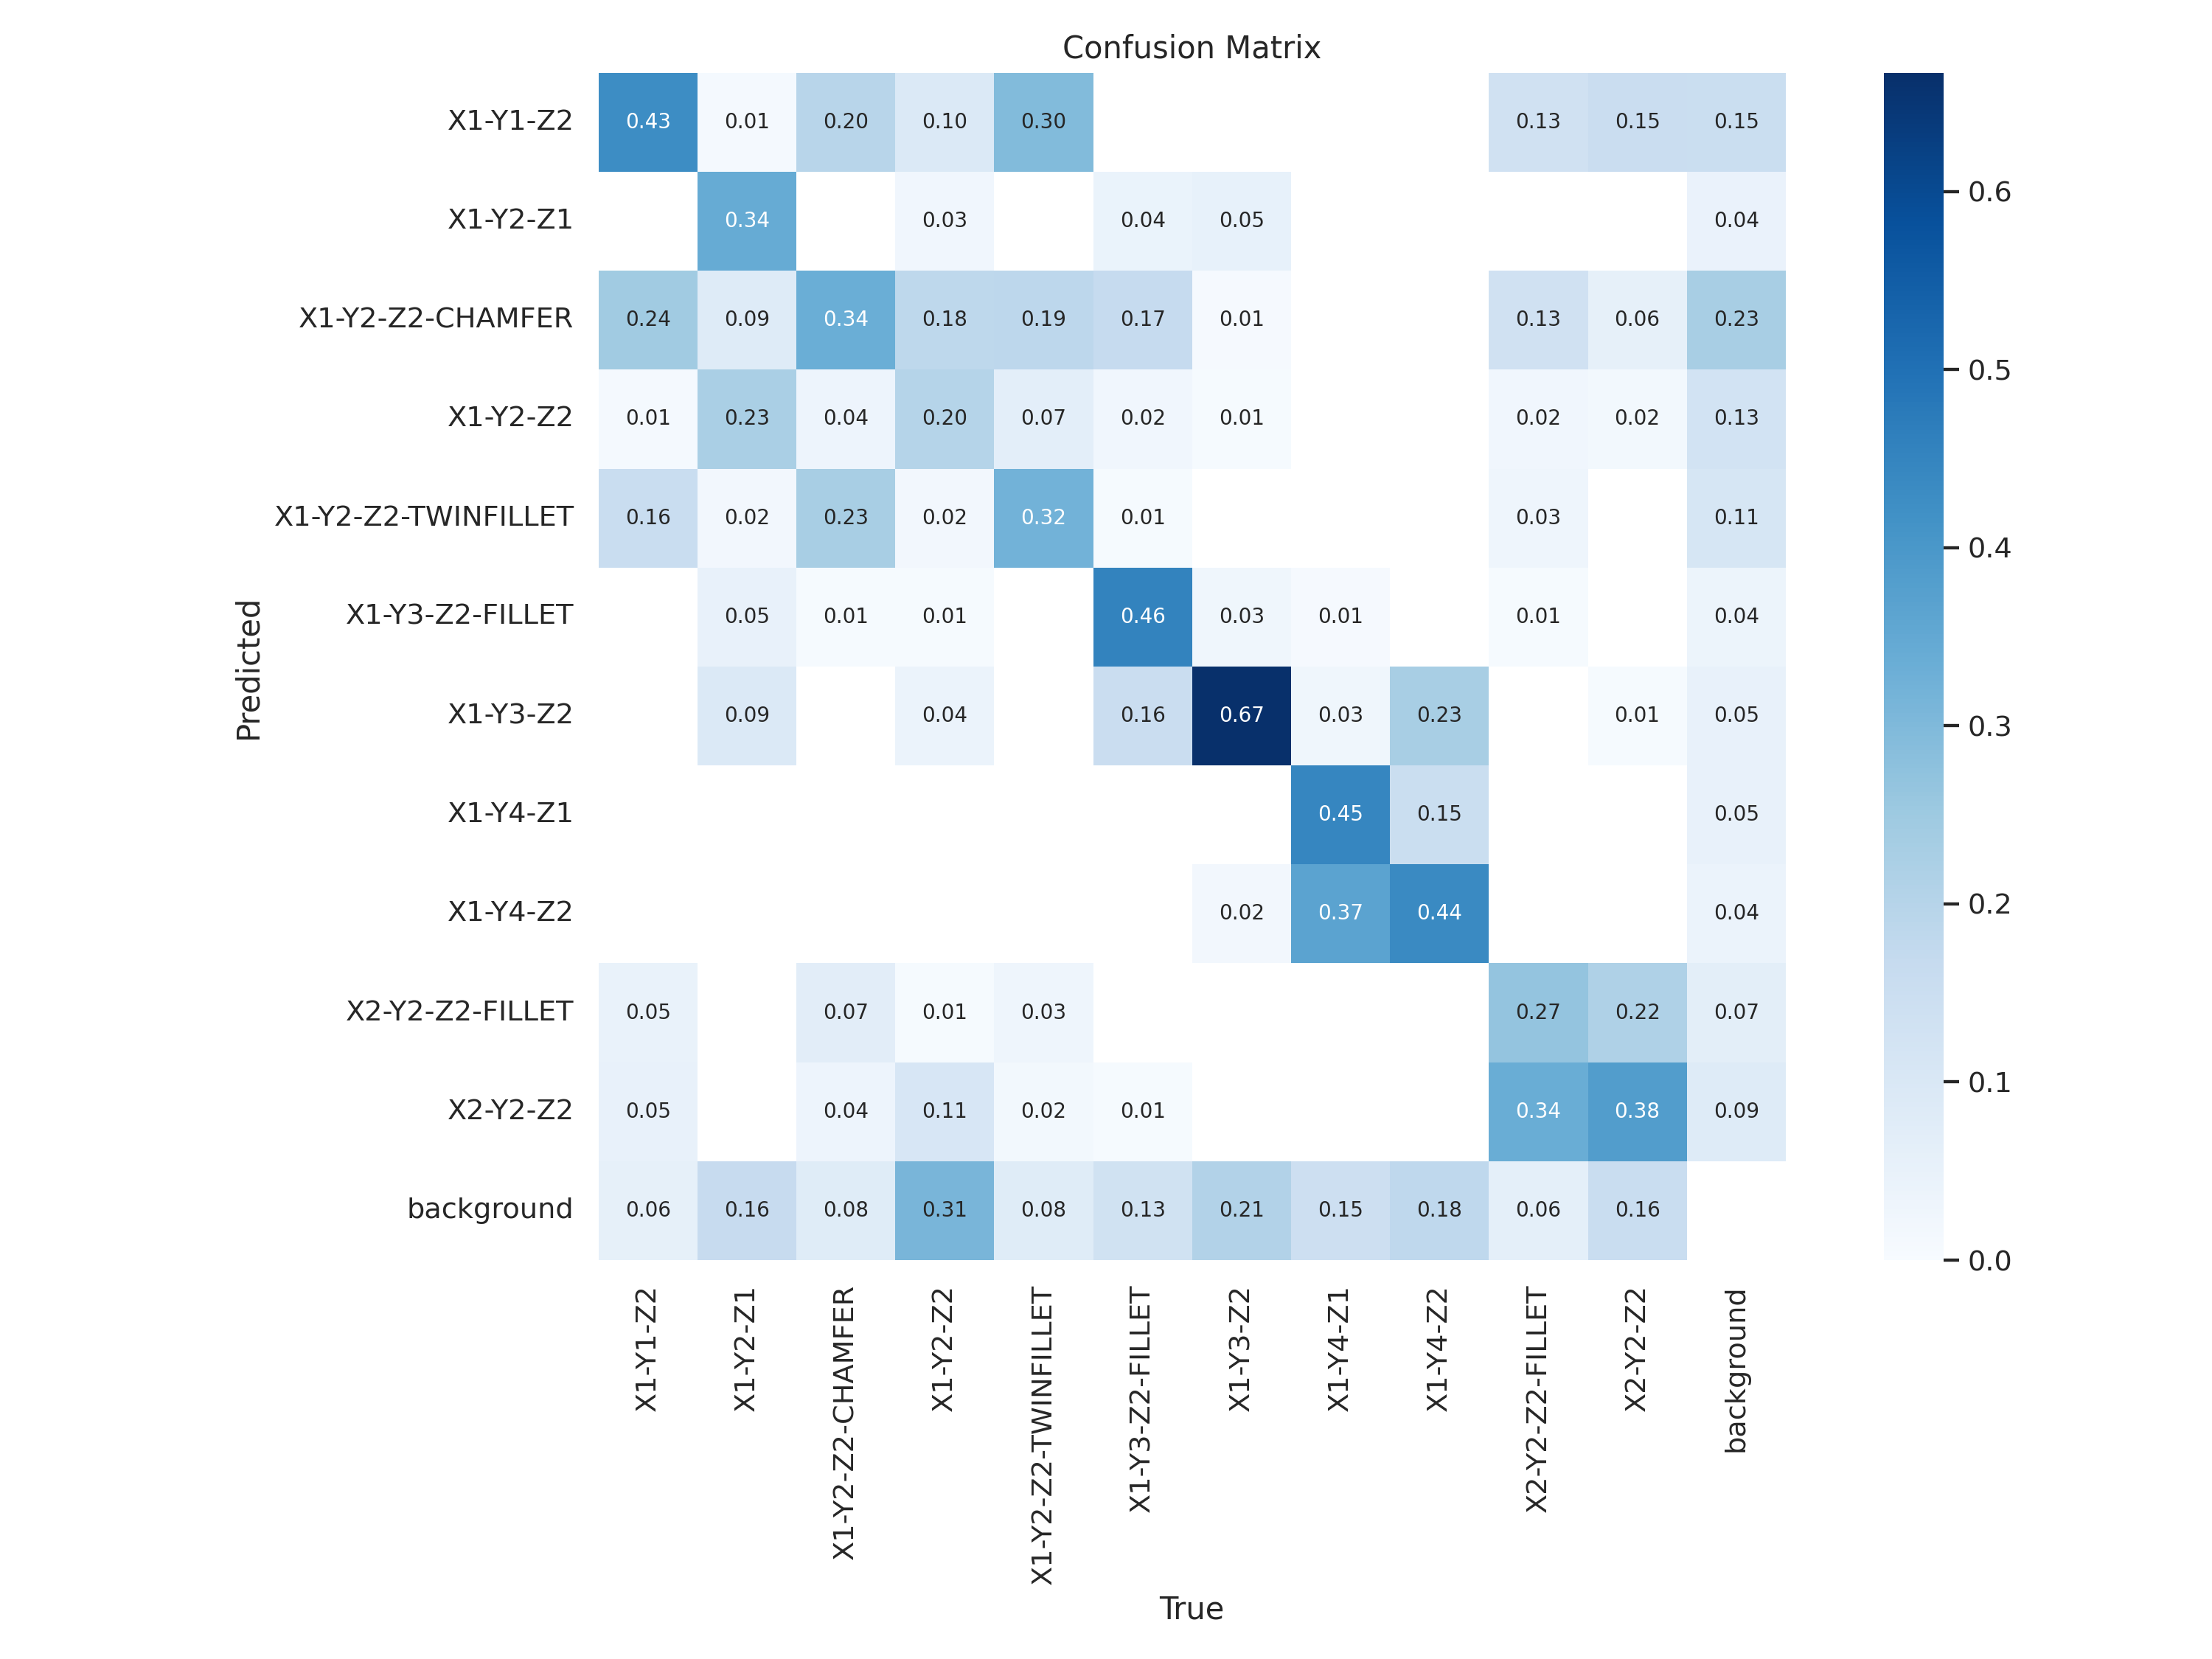 Confusion Matrix
X1-Y1-Z2 0.43 0.01 0.20 0.10 0.30 0.13 0.15 0.15
X1-Y2-Z1 0.34 0.03 0.04 0.05 0.04
X1-Y2-Z2-CHAMFER 0.24 0.09 0.34 0.18 0.19 0.17 0.01 0.13 0.06 0.23
X1-Y2-Z2 0.01 0.23 0.04 0.20 0.07 0.02 0.01 0.02 0.02 0.13
X1-Y2-Z2-TWINFILLET 0.16 0.02 0.23 0.02 0.32 0.01 0.03 0.11
X1-Y3-Z2-FILLET 0.05 0.01 0.01 0.46 0.03 0.01 0.01 0.04
X1-Y3-Z2 0.09 0.04 0.16 0.67 0.03 0.23 0.01 0.05
X1-Y4-Z1 0.45 0.15 0.05
X1-Y4-Z2 0.02 0.37 0.44 0.04
X2-Y2-Z2-FILLET 0.05 0.07 0.01 0.03 0.27 0.22 0.07
X2-Y2-Z2 0.05 0.04 0.11 0.02 0.01 0.34 0.38 0.09
background 0.06 0.16 0.08 0.31 0.08 0.13 0.21 0.15 0.18 0.06 0.16
Predicted
X1-Y1-Z2
X1-Y2-Z1
X1-Y2-Z2-CHAMFER
X1-Y2-Z2
X1-Y2-Z2-TWINFILLET
X1-Y3-Z2-FILLET
X1-Y3-Z2
X1-Y4-Z1
X1-Y4-Z2
X2-Y2-Z2-FILLET
X2-Y2-Z2
background
True
0.6
0.5
0.4
0.3
0.2
0.1
0.0